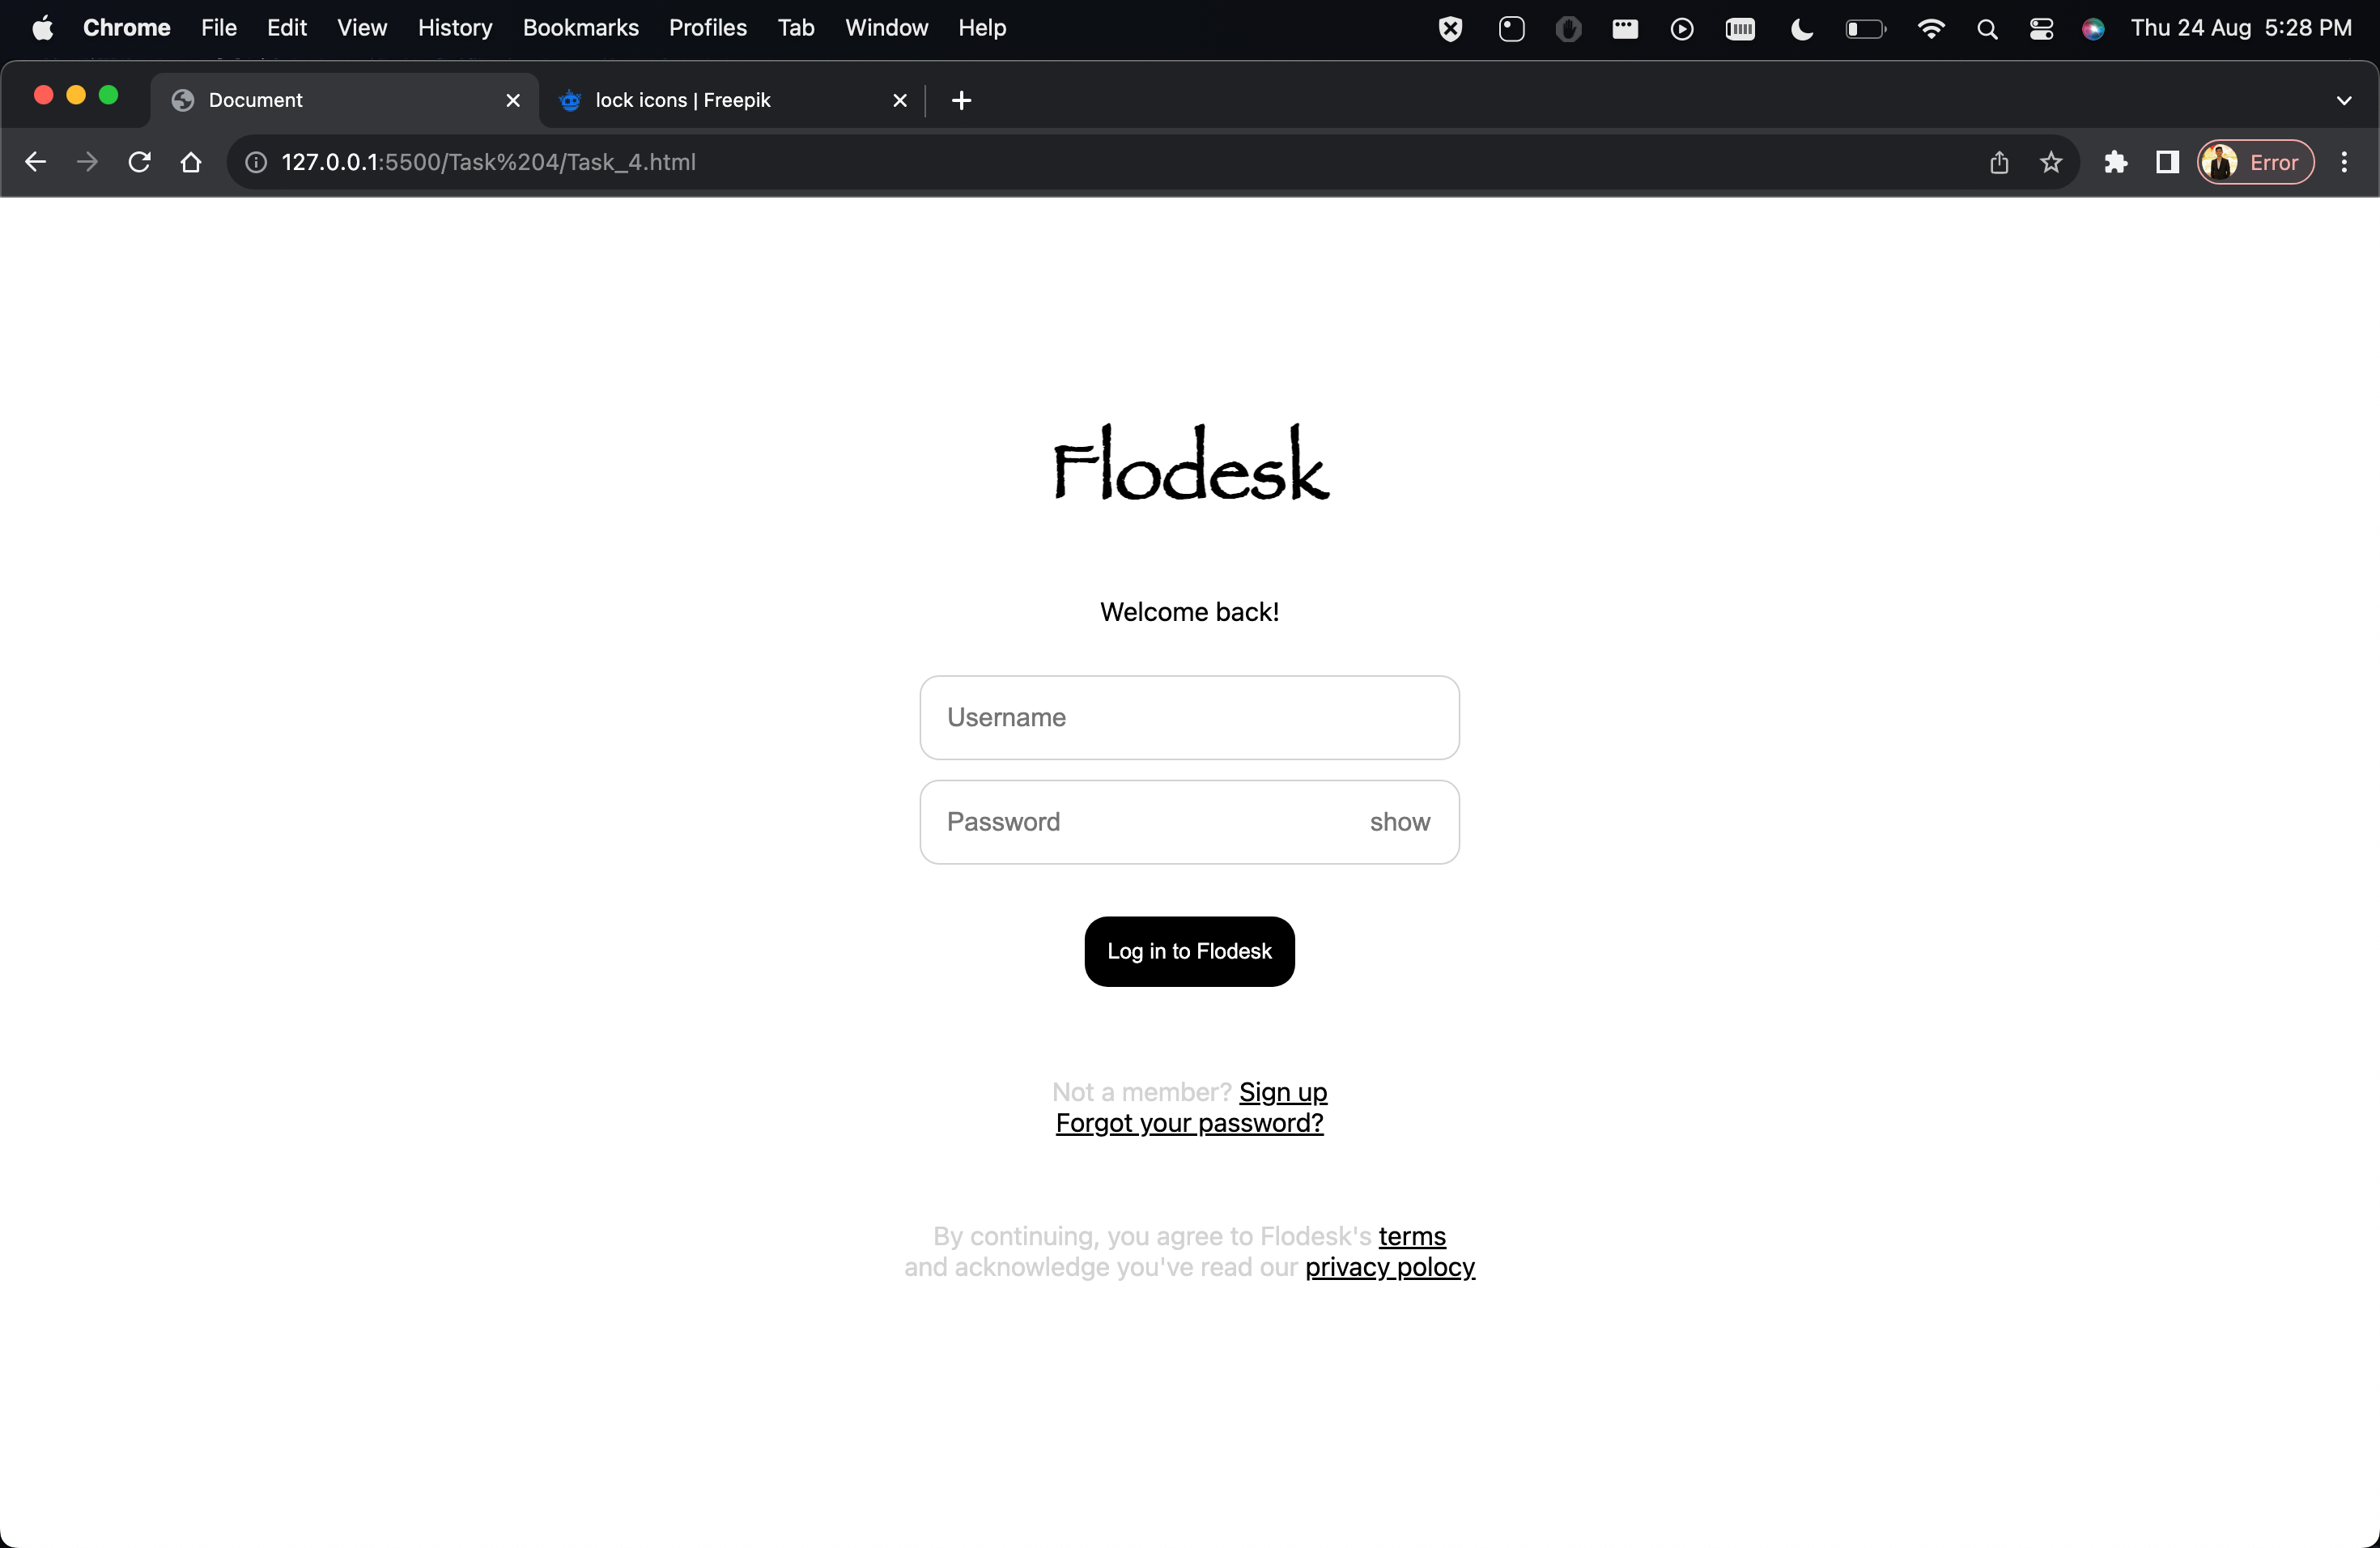 Chrome File Edit View History Bookmarks Profiles Tab Window Help Thu 24 Aug 5:28 PM
Document lock icons | Freepik
127.0.0.1:5500/Task%204/Task_4.html Error
Flodesk
Welcome back!
Username
Password show
Log in to Flodesk
Not a member? Sign up
Forgot your password?
By continuing, you agree to Flodesk's terms
and acknowledge you've read our privacy polocy